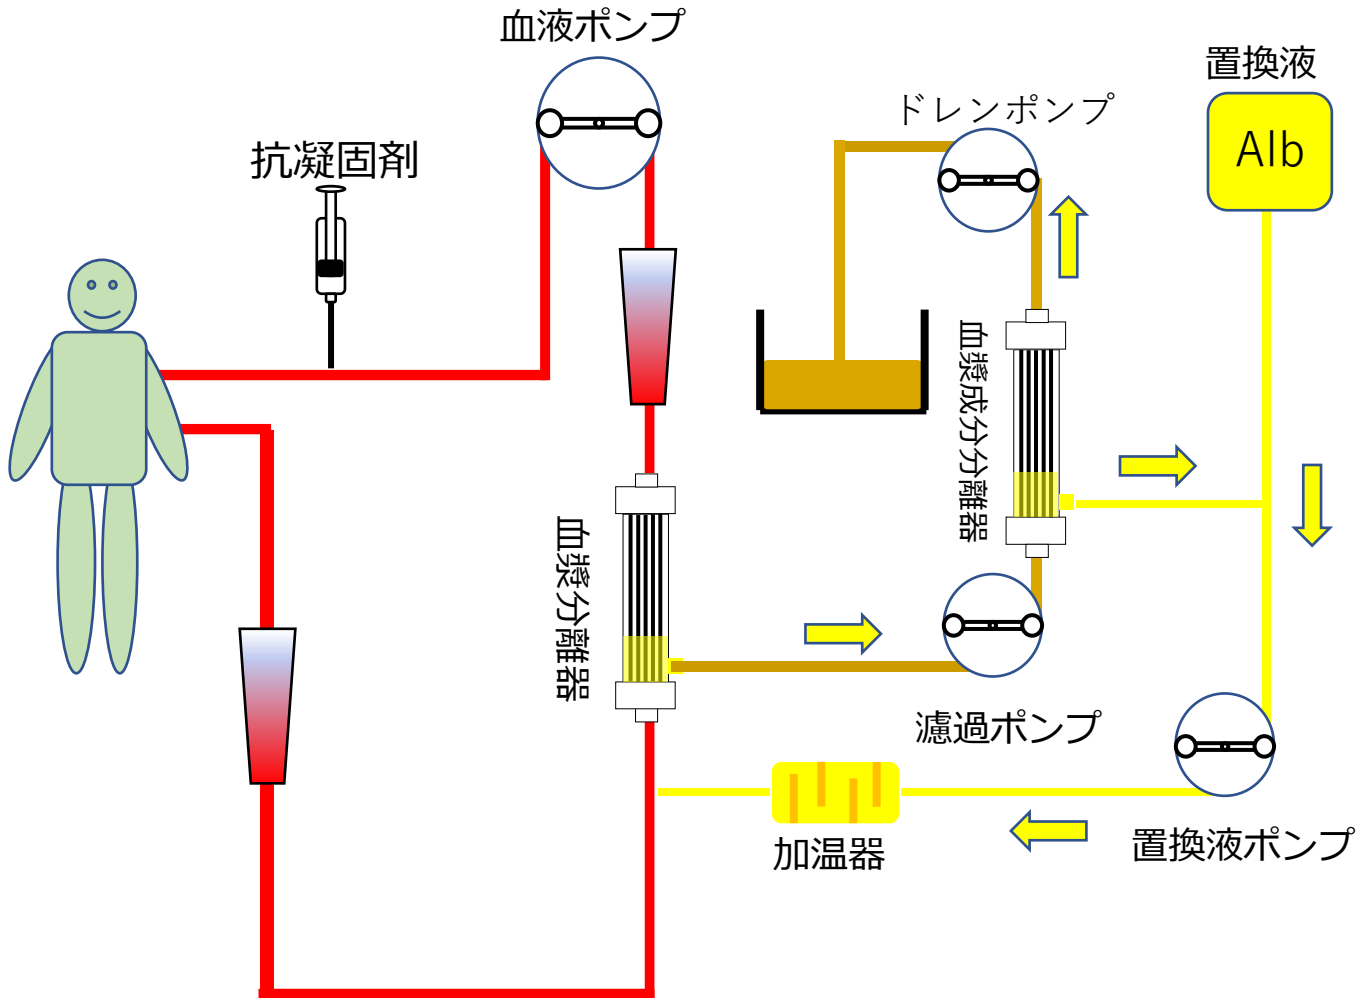 血液ポンプ
置換液
ドレンポンプ
Alb
抗凝固剤
血漿成分分離器
血漿分離器
濾過ポンプ
置換液ポンプ
加温器